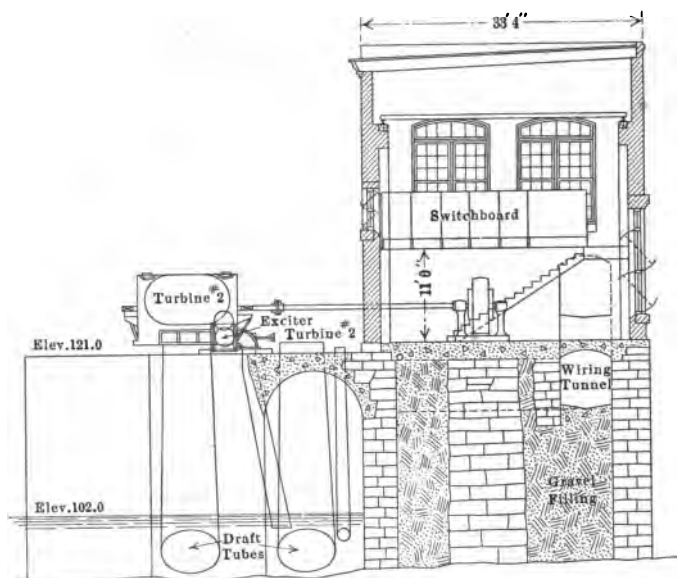 33' 4"
Switchboard
11' 0"
Turbine #2
Exciter
Turbine #2
Elev. 121.0
Wiring
Tunnel
Gravel
Filling
Elev. 102.0
Draft
Tubes